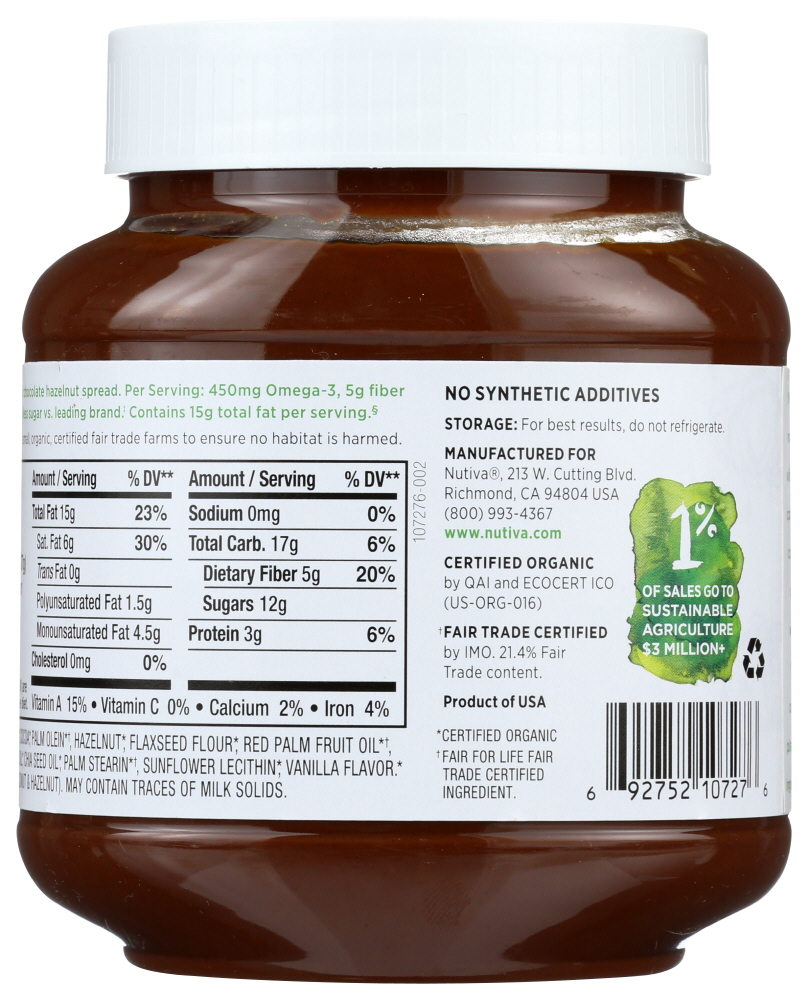 chocolate hazelnut spread. Per Serving: 450mg Omega-3, 5g fiber
sugar vs. leading brand.‡ Contains 15g total fat per serving.§
small, organic, certified fair trade farms to ensure no habitat is harmed.
Amount / Serving % DV** Amount / Serving % DV**
Total Fat 15g 23% Sodium 0mg 0%
Sat. Fat 6g 30% Total Carb. 17g 6%
Trans Fat 0g Dietary Fiber 5g 20%
Polyunsaturated Fat 1.5g Sugars 12g
Monounsaturated Fat 4.5g Protein 3g 6%
Cholesterol 0mg 0%
Vitamin A 15% • Vitamin C 0% • Calcium 2% • Iron 4%
PALM OLEIN*†, HAZELNUT*, FLAXSEED FLOUR*, RED PALM FRUIT OIL*†,
CHIA SEED OIL*, PALM STEARIN*†, SUNFLOWER LECITHIN*, VANILLA FLAVOR.*
& HAZELNUT). MAY CONTAIN TRACES OF MILK SOLIDS.
107276-002
NO SYNTHETIC ADDITIVES
STORAGE: For best results, do not refrigerate.
MANUFACTURED FOR
Nutiva®, 213 W. Cutting Blvd.
Richmond, CA 94804 USA
(800) 993-4367
www.nutiva.com
CERTIFIED ORGANIC
by QAI and ECOCERT ICO
(US-ORG-016)
†FAIR TRADE CERTIFIED
by IMO. 21.4% Fair
Trade content.
Product of USA
*CERTIFIED ORGANIC
†FAIR FOR LIFE FAIR
TRADE CERTIFIED
INGREDIENT.
1%
OF SALES GO TO
SUSTAINABLE
AGRICULTURE
$3 MILLION+
6 92752 10727 6